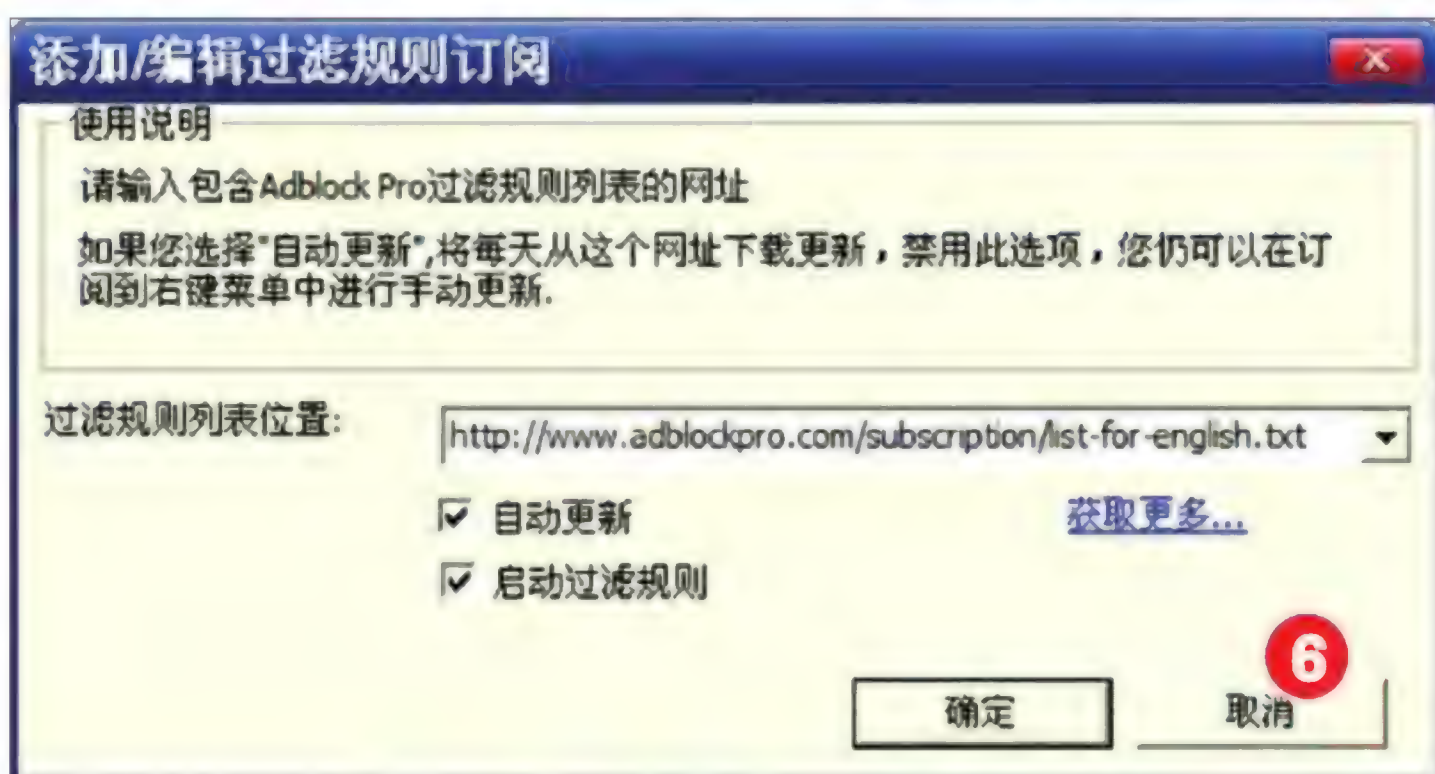 添加/编辑过滤规则订阅
使用说明
请输入包含Adblock Pro过滤规则列表的网址
如果您选择"自动更新",将每天从这个网址下载更新，禁用此选项，您仍可以在订
阅到右键菜单中进行手动更新.
过滤规则列表位置:
http://www.adblockpro.com/subscription/list-for-english.txt
自动更新
获取更多...
启动过滤规则
6
确定
取消